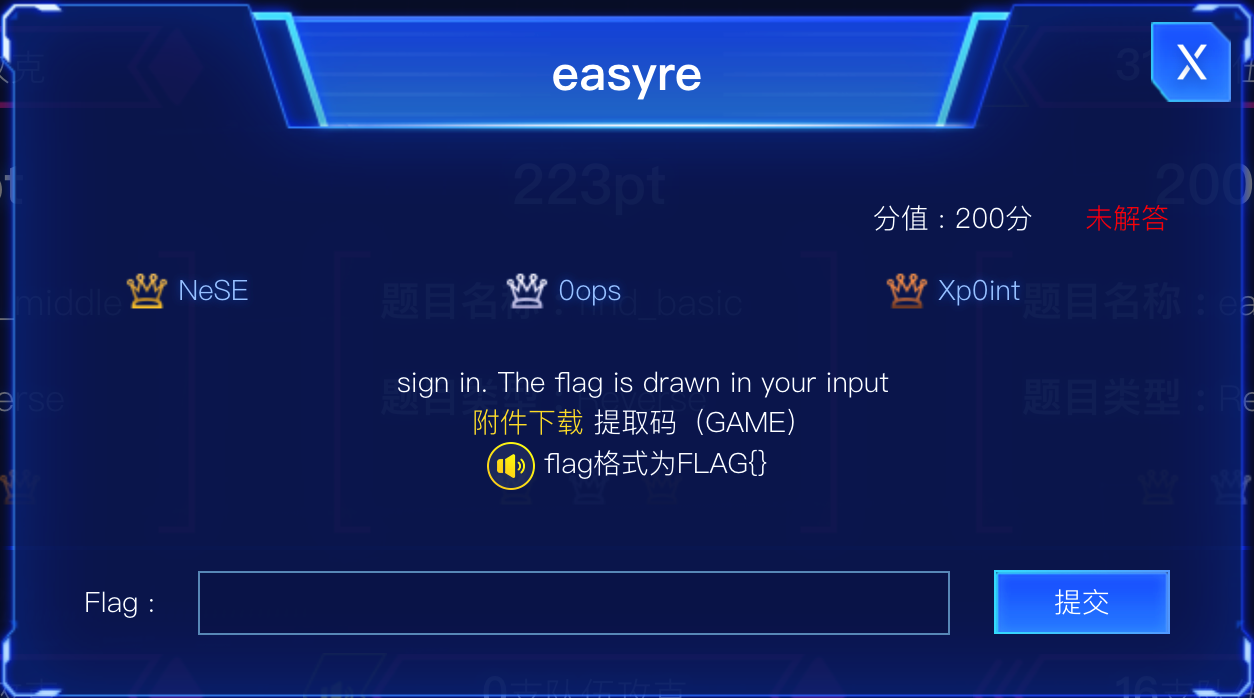 easyre
X
223pt
200
分值：200分 未解答
NeSE 0ops Xp0int
sign in. The flag is drawn in your input
附件下载 提取码（GAME）
flag格式为FLAG{}
Flag： 提交